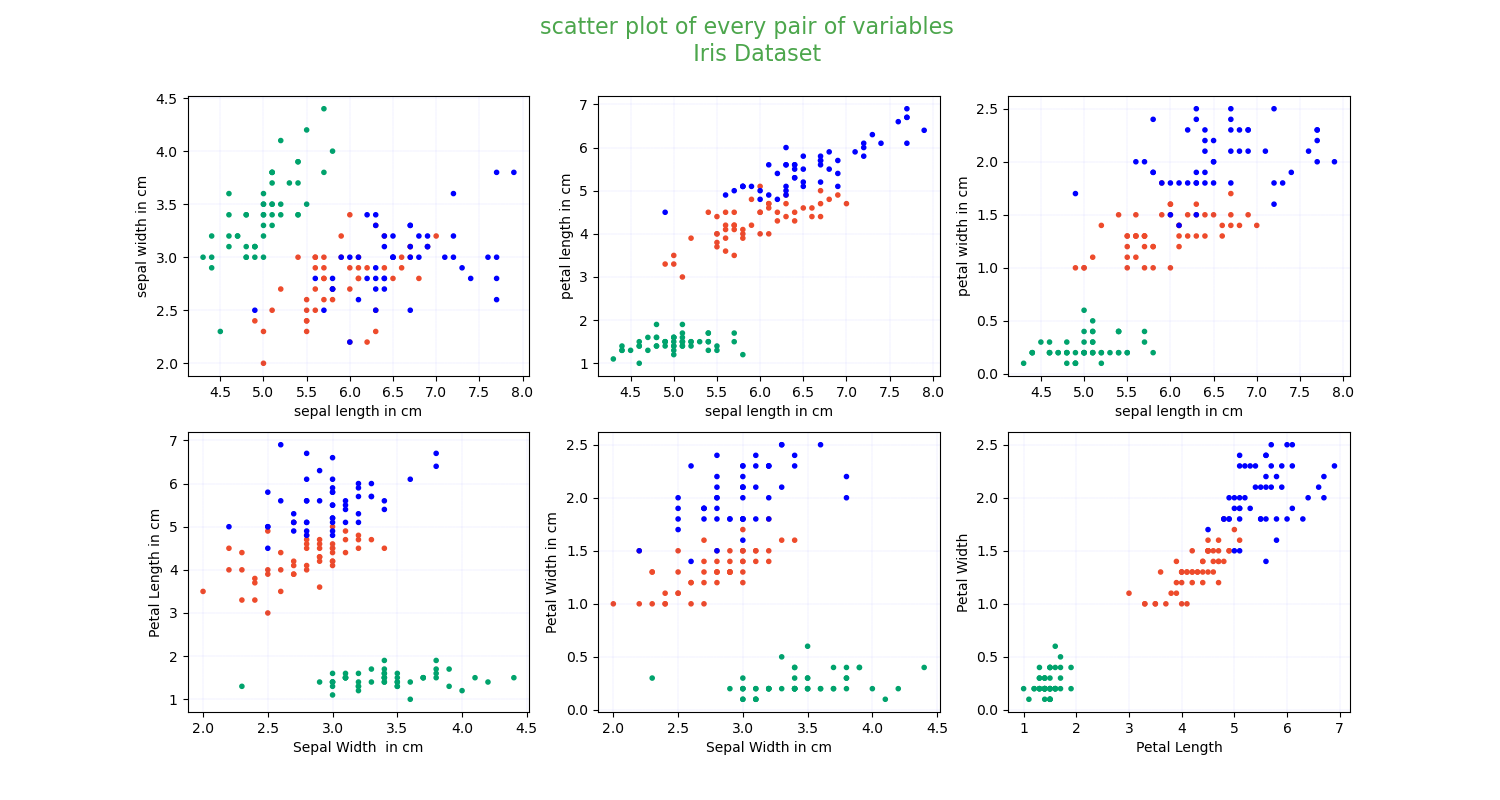 scatter plot of every pair of variables
Iris Dataset
4.5
4.0
3.5
3.0
2.5
2.0
sepal width in cm
4.5 5.0 5.5 6.0 6.5 7.0 7.5 8.0
sepal length in cm
7
6
5
4
3
2
1
petal length in cm
4.5 5.0 5.5 6.0 6.5 7.0 7.5 8.0
sepal length in cm
2.5
2.0
1.5
1.0
0.5
0.0
petal width in cm
4.5 5.0 5.5 6.0 6.5 7.0 7.5 8.0
sepal length in cm
7
6
5
4
3
2
1
Petal Length in cm
2.0 2.5 3.0 3.5 4.0 4.5
Sepal Width  in cm
2.5
2.0
1.5
1.0
0.5
0.0
Petal Width in cm
2.0 2.5 3.0 3.5 4.0 4.5
Sepal Width in cm
2.5
2.0
1.5
1.0
0.5
0.0
Petal Width
1 2 3 4 5 6 7
Petal Length